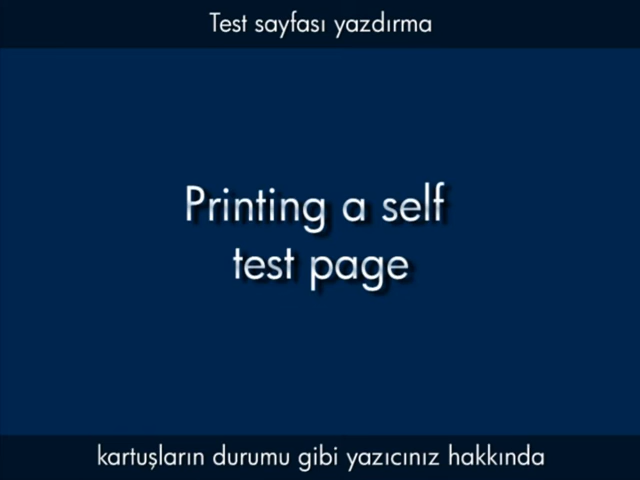 Test sayfası yazdırma
Printing a self
test page
kartuşların durumu gibi yazıcınız hakkında